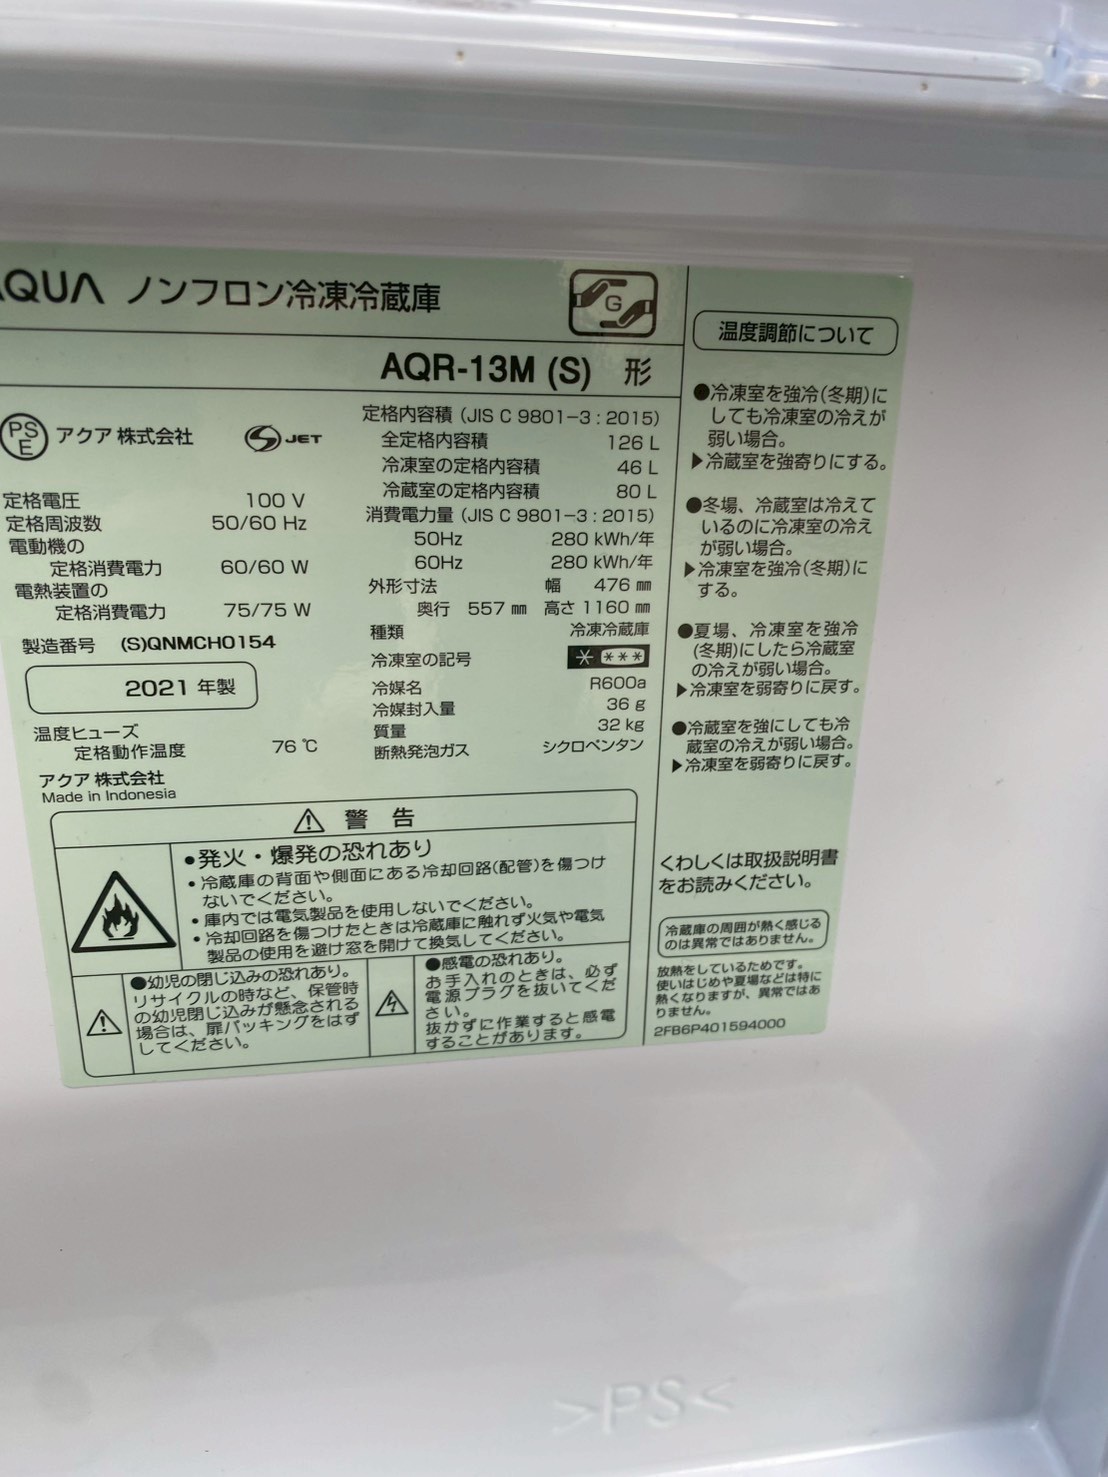 AQUA ノンフロン冷凍冷蔵庫
G
AQR-13M (S) 形
PS
E
アクア 株式会社
S JET
定格電圧 100 V
定格周波数 50/60 Hz
電動機の
定格消費電力 60/60 W
電熱装置の
定格消費電力 75/75 W
製造番号 (S)QNMCH0154
2021 年製
温度ヒューズ
定格動作温度 76 ℃
アクア 株式会社
Made in Indonesia
定格内容積 (JIS C 9801-3 : 2015)
全定格内容積 126 L
冷凍室の定格内容積 46 L
冷蔵室の定格内容積 80 L
消費電力量 (JIS C 9801-3 : 2015)
50Hz 280 kWh/年
60Hz 280 kWh/年
外形寸法 幅 476 ㎜
奥行 557 ㎜ 高さ 1160 ㎜
種類 冷凍冷蔵庫
冷凍室の記号 * ***
冷媒名 R600a
冷媒封入量 36 g
質量 32 kg
断熱発泡ガス シクロペンタン
⚠ 警 告
●発火・爆発の恐れあり
・冷蔵庫の背面や側面にある冷却回路(配管)を傷つけ
ないでください。
・庫内では電気製品を使用しないでください。
・冷却回路を傷つけたときは冷蔵庫に触れず火気や電気
製品の使用を避け窓を開けて換気してください。
●幼児の閉じ込みの恐れあり。
リサイクルの時など、保管時
の幼児閉じ込みが懸念される
場合は、扉パッキングをはず
してください。
●感電の恐れあり。
お手入れのときは、必ず
電源プラグを抜いてくだ
さい。
抜かずに作業すると感電
することがあります。
温度調節について
●冷凍室を強冷(冬期)に
しても冷凍室の冷えが
弱い場合。
▶冷蔵室を強寄りにする。
●冬場、冷蔵室は冷えて
いるのに冷凍室の冷え
が弱い場合。
▶冷凍室を強冷(冬期)に
する。
●夏場、冷凍室を強冷
(冬期)にしたら冷蔵室
の冷えが弱い場合。
▶冷凍室を弱寄りに戻す。
●冷蔵室を強にしても冷
蔵室の冷えが弱い場合。
▶冷凍室を弱寄りに戻す。
くわしくは取扱説明書
をお読みください。
冷蔵庫の周囲が熱く感じる
のは異常ではありません。
放熱をしているためです。
使いはじめや夏場などは特に
熱くなりますが、異常ではあ
りません。
2FB6P401594000
>PS<